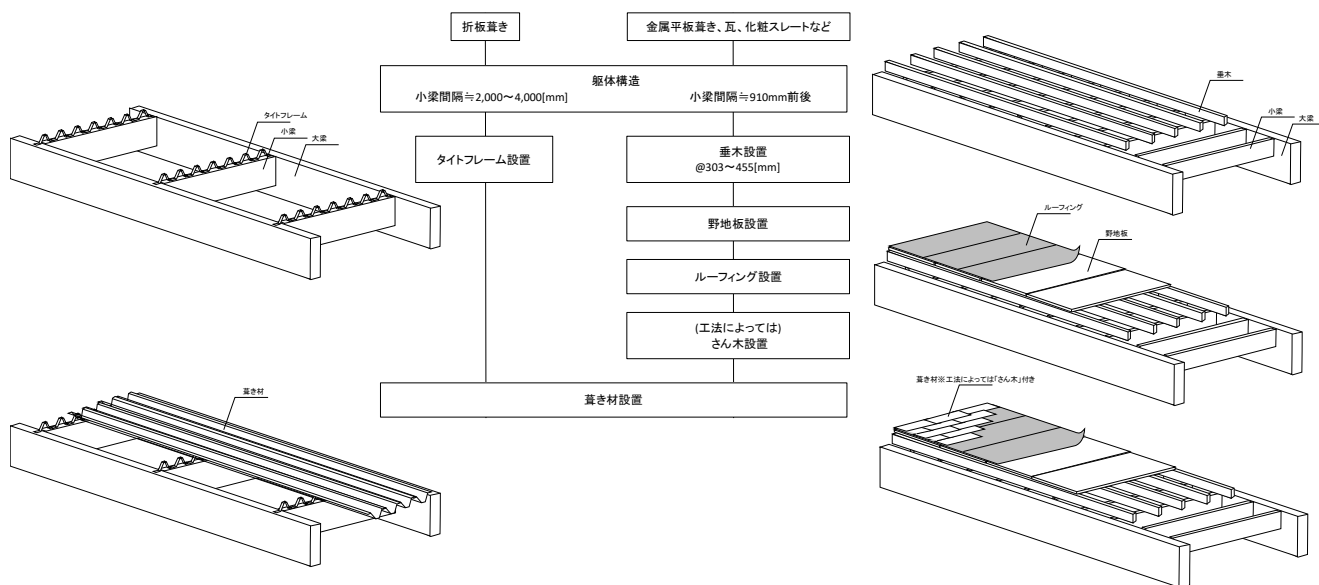 折板葺き
金属平板葺き、瓦、化粧スレートなど
躯体構造
小梁間隔≒2,000～4,000[mm]
小梁間隔≒910mm前後
タイトフレーム設置
垂木設置
@303～455[mm]
野地板設置
ルーフィング設置
(工法によっては)
さん木設置
葺き材設置
タイトフレーム
小梁
大梁
葺き材
垂木
小梁
大梁
ルーフィング
野地板
葺き材※工法によっては「さん木」付き